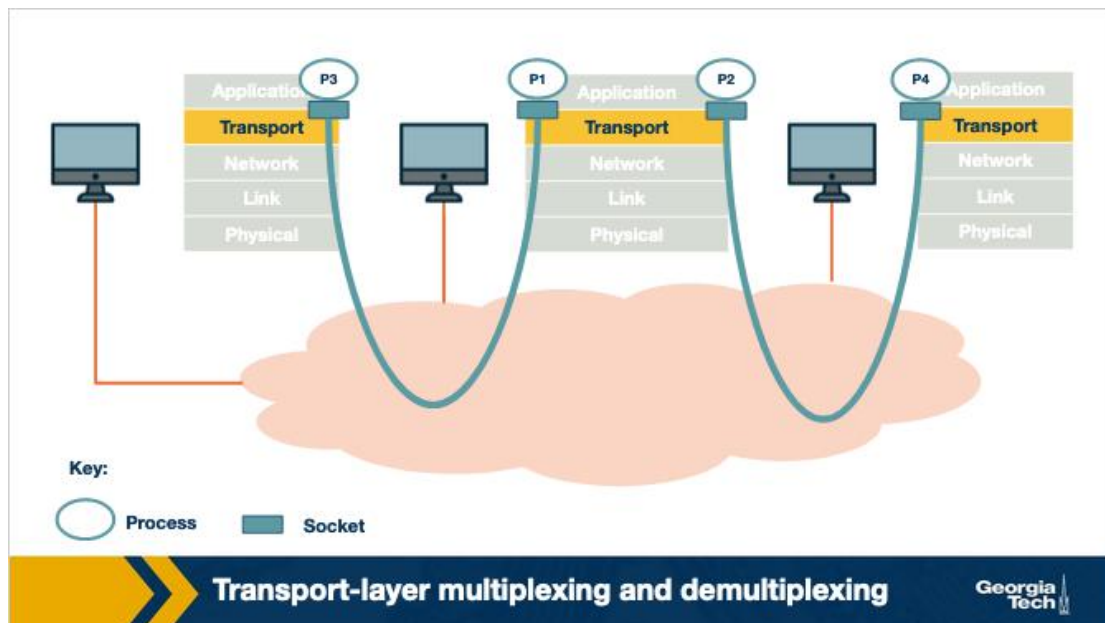 P3
P1
P2
P4
Application
Application
Application
Transport
Transport
Transport
Network
Network
Network
Link
Link
Link
Physical
Physical
Physical
Key:
Process
Socket
Transport-layer multiplexing and demultiplexing
Georgia
Tech